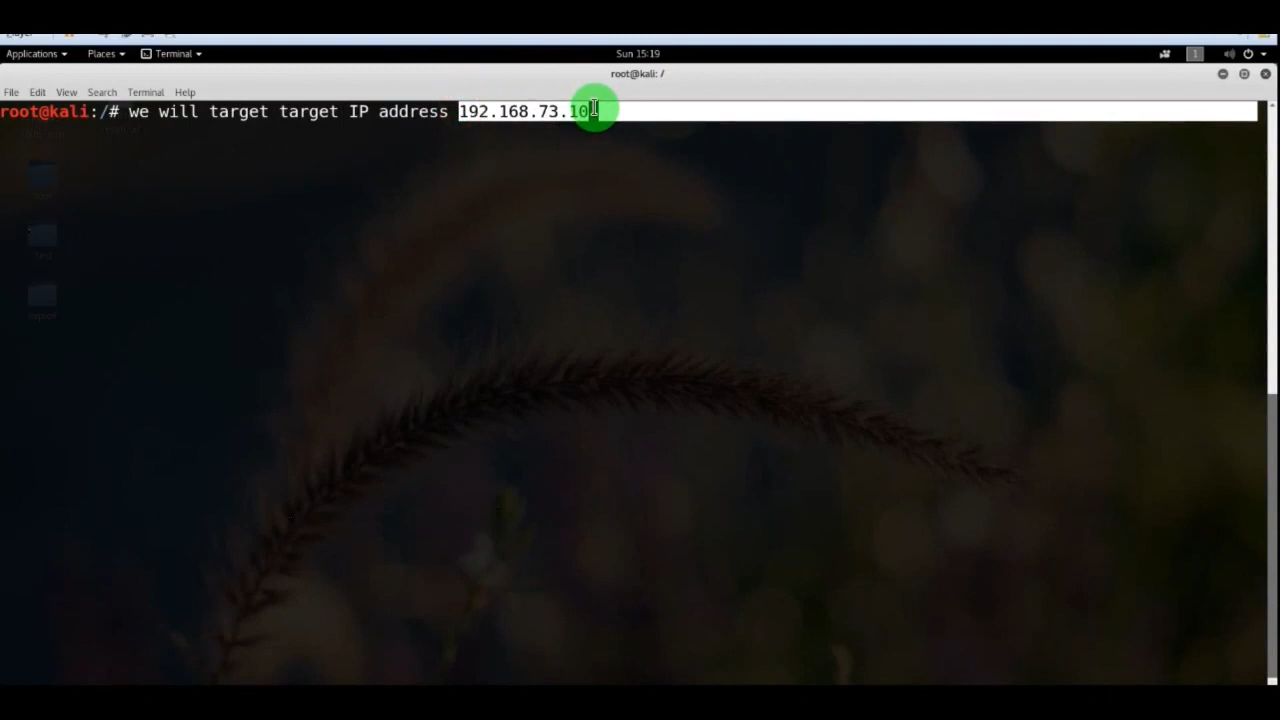 Applications Places Terminal Sun 15:19 1
root@kali: /
File Edit View Search Terminal Help
root@kali:/# we will target target IP address 192.168.73.10